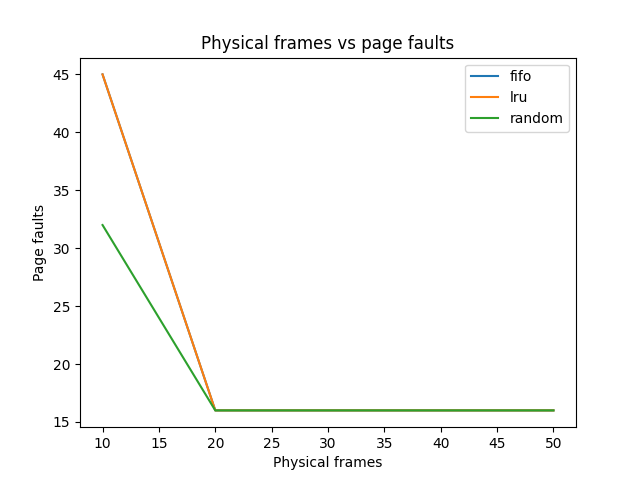 Physical frames vs page faults
fifo
lru
random
Page faults
45
40
35
30
25
20
15
10 15 20 25 30 35 40 45 50
Physical frames